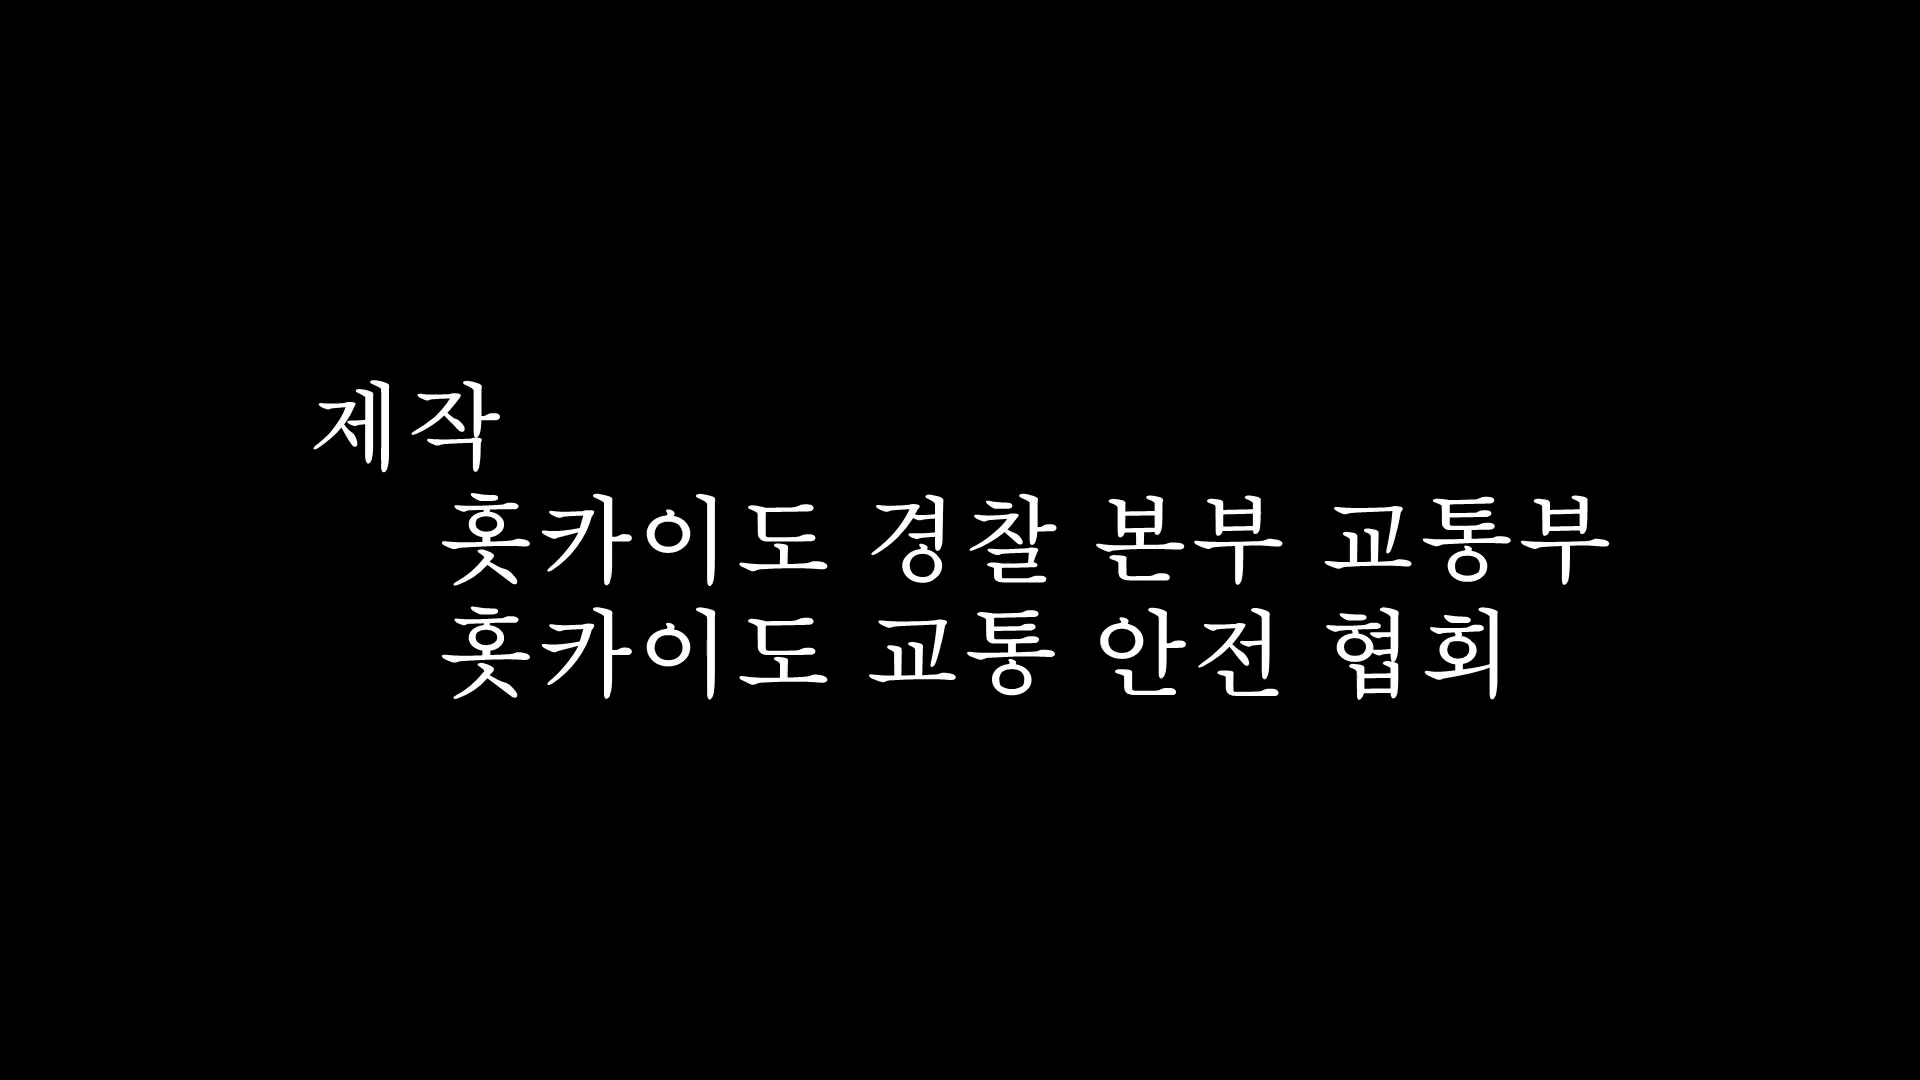 제작
홋카이도 경찰 본부 교통부
홋카이도 교통 안전 협회